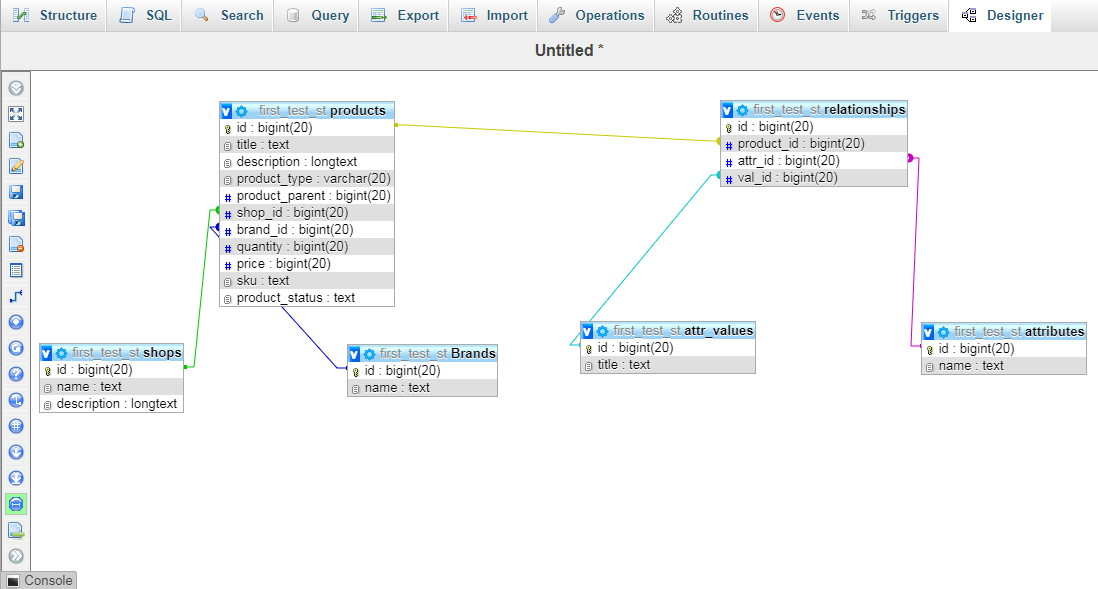 Structure SQL Search Query Export Import Operations Routines Events Triggers Designer
Untitled *
first_test_st products
id : bigint(20)
title : text
description : longtext
product_type : varchar(20)
product_parent : bigint(20)
shop_id : bigint(20)
brand_id : bigint(20)
quantity : bigint(20)
price : bigint(20)
sku : text
product_status : text
first_test_st relationships
id : bigint(20)
product_id : bigint(20)
attr_id : bigint(20)
val_id : bigint(20)
first_test_st shops
id : bigint(20)
name : text
description : longtext
first_test_st Brands
id : bigint(20)
name : text
first_test_st attr_values
id : bigint(20)
title : text
first_test_st attributes
id : bigint(20)
name : text
Console